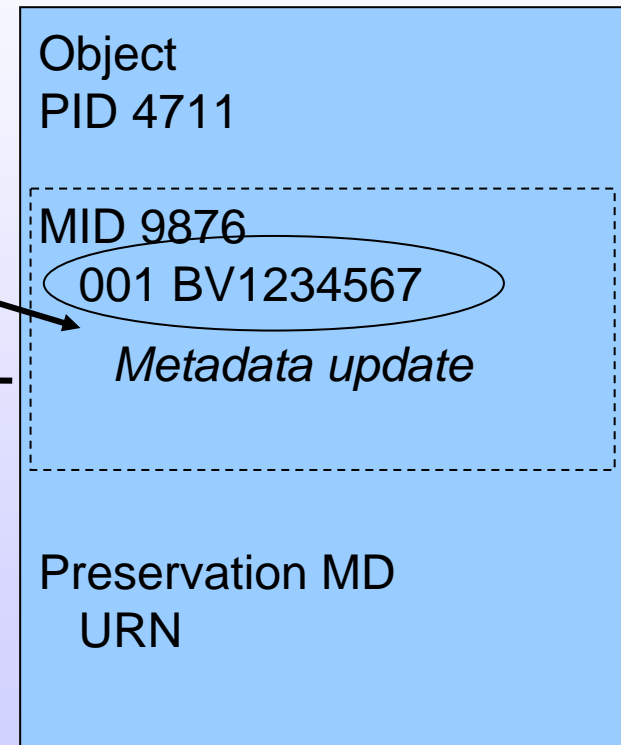 Object
PID 4711
MID 9876
001 BV1234567
Metadata update
Preservation MD
URN